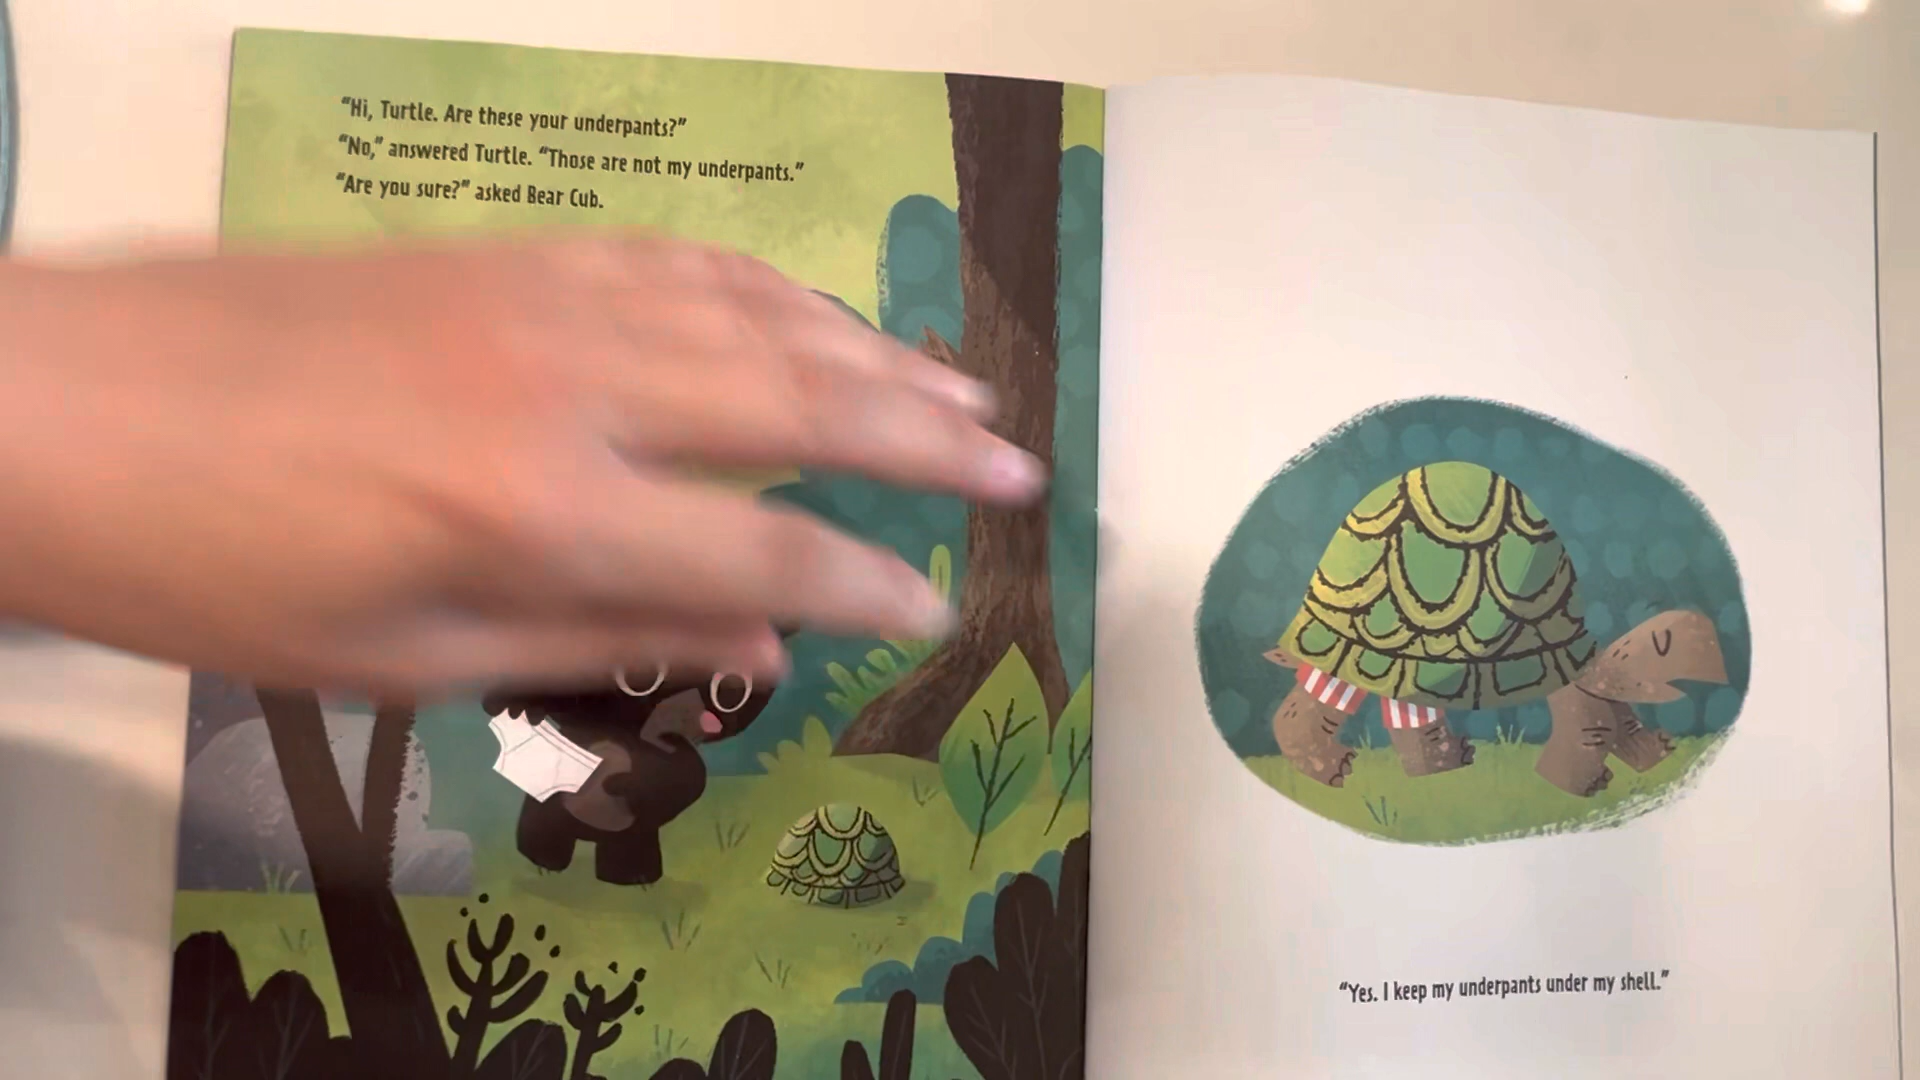 “Hi, Turtle. Are these your underpants?”
“No,” answered Turtle. “Those are not my underpants.”
“Are you sure?” asked Bear Cub.
“Yes. I keep my underpants under my shell.”